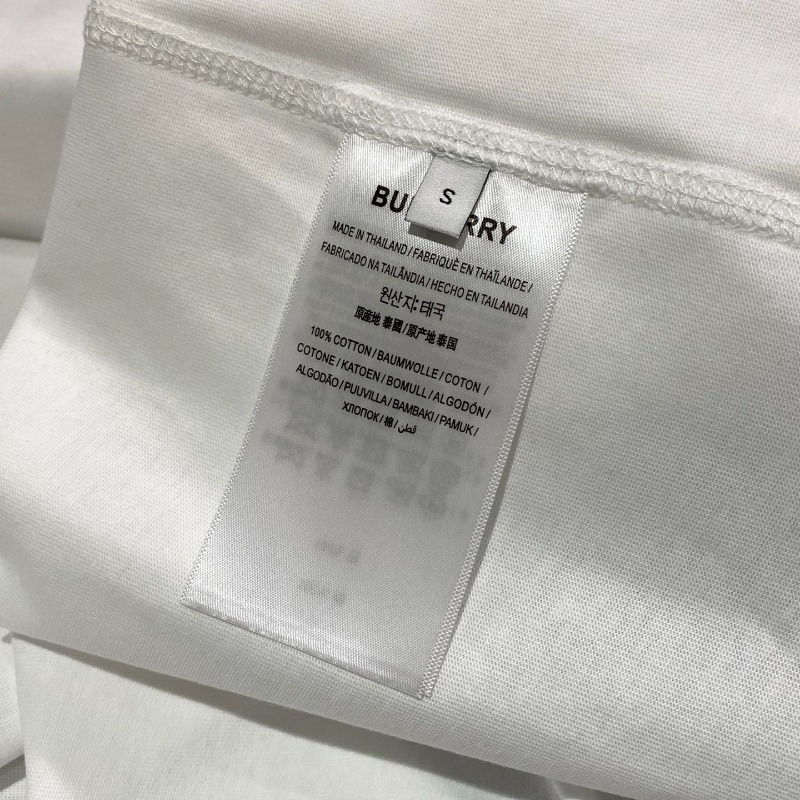 S
BU RRY
MADE IN THAILAND / FABRIQUÈ EN THAÏLANDE /
FABRICADO NA TAILÂNDIA / HECHO EN TAILANDIA
원산지: 태국
原產地 泰國 / 原产地 泰国
100% COTTON / BAUMWOLLE / COTON /
COTONE / KATOEN / BOMULL / ALGODÓN /
ALGODÃO / PUUVILLA / BAMBAKI / PAMUK /
ХЛОПОК / 棉 / قطن